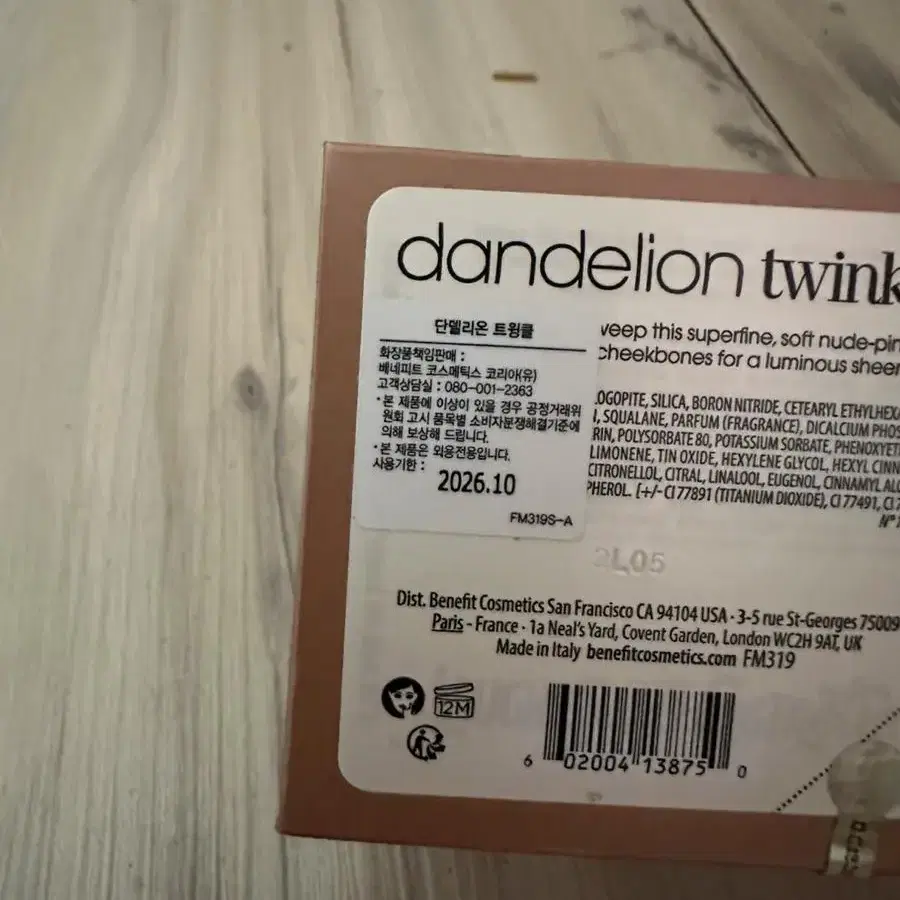 dandelion twink
단델리온 트윙클
화장품책임판매 :
베네피트 코스메틱스 코리아(유)
고객상담실 : 080-001-2363
*본 제품에 이상이 있을 경우 공정거래위
원회 고시 품목별 소비자분쟁해결기준에
의해 보상해 드립니다.
*본 제품은 외용전용입니다.
사용기한 :
2026.10
FM319S-A
this superfine, soft nude-pin
cheekbones for a luminous sheer
SILICA, BORON NITRIDE, CETEARYL ETHYLHEXA
SQUALANE, PARFUM (FRAGRANCE), DICALCIUM PHOS
POLYSORBATE 80, POTASSIUM SORBATE, PHENOXYET
LIMONENE, TIN OXIDE, HEXYLENE GLYCOL, HEXYL CINN
CITRONELLOL, CITRAL, LINALOOL, EUGENOL, CINNAMYL ALC
PHEROL. [+/- CI 77891 (TITANIUM DIOXIDE), CI 77491, CI 7
N°
L05
Dist. Benefit Cosmetics San Francisco CA 94104 USA · 3-5 rue St-Georges 75009
Paris - France · 1a Neal's Yard, Covent Garden, London WC2H 9AT, UK
Made in Italy benefitcosmetics.com FM319
12M
6 02004 13875 0